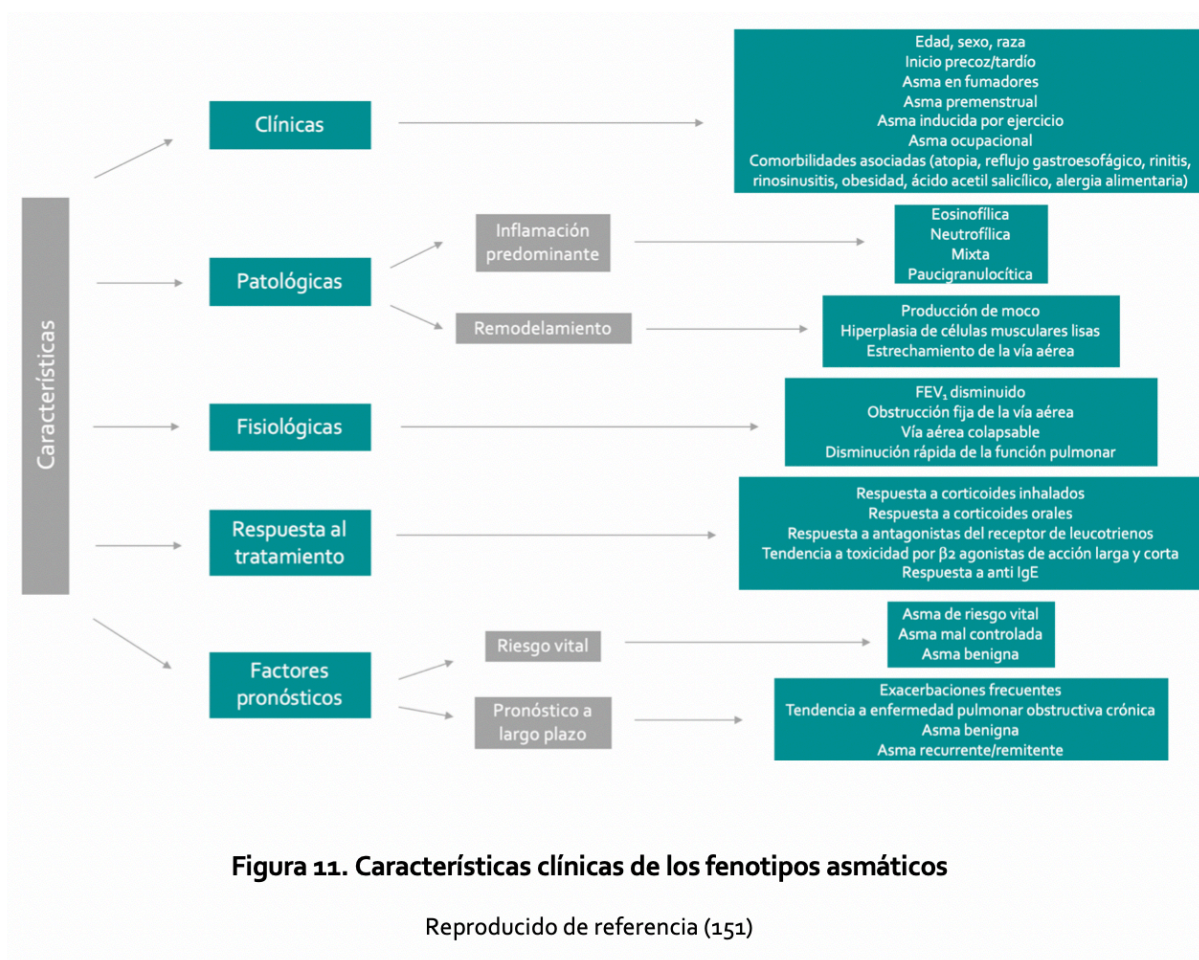 Características
Clínicas
Edad, sexo, raza
Inicio precoz/tardío
Asma en fumadores
Asma premenstrual
Asma inducida por ejercicio
Asma ocupacional
Comorbilidades asociadas (atopia, reflujo gastroesofágico, rinitis,
rinosinusitis, obesidad, ácido acetil salicílico, alergia alimentaria)
Patológicas
Inflamación
predominante
Eosinofílica
Neutrofílica
Mixta
Paucigranulocítica
Remodelamiento
Producción de moco
Hiperplasia de células musculares lisas
Estrechamiento de la vía aérea
Fisiológicas
FEV₁ disminuido
Obstrucción fija de la vía aérea
Vía aérea colapsable
Disminución rápida de la función pulmonar
Respuesta al
tratamiento
Respuesta a corticoides inhalados
Respuesta a corticoides orales
Respuesta a antagonistas del receptor de leucotrienos
Tendencia a toxicidad por β2 agonistas de acción larga y corta
Respuesta a anti IgE
Factores
pronósticos
Riesgo vital
Asma de riesgo vital
Asma mal controlada
Asma benigna
Pronóstico a
largo plazo
Exacerbaciones frecuentes
Tendencia a enfermedad pulmonar obstructiva crónica
Asma benigna
Asma recurrente/remitente
Figura 11. Características clínicas de los fenotipos asmáticos
Reproducido de referencia (151)